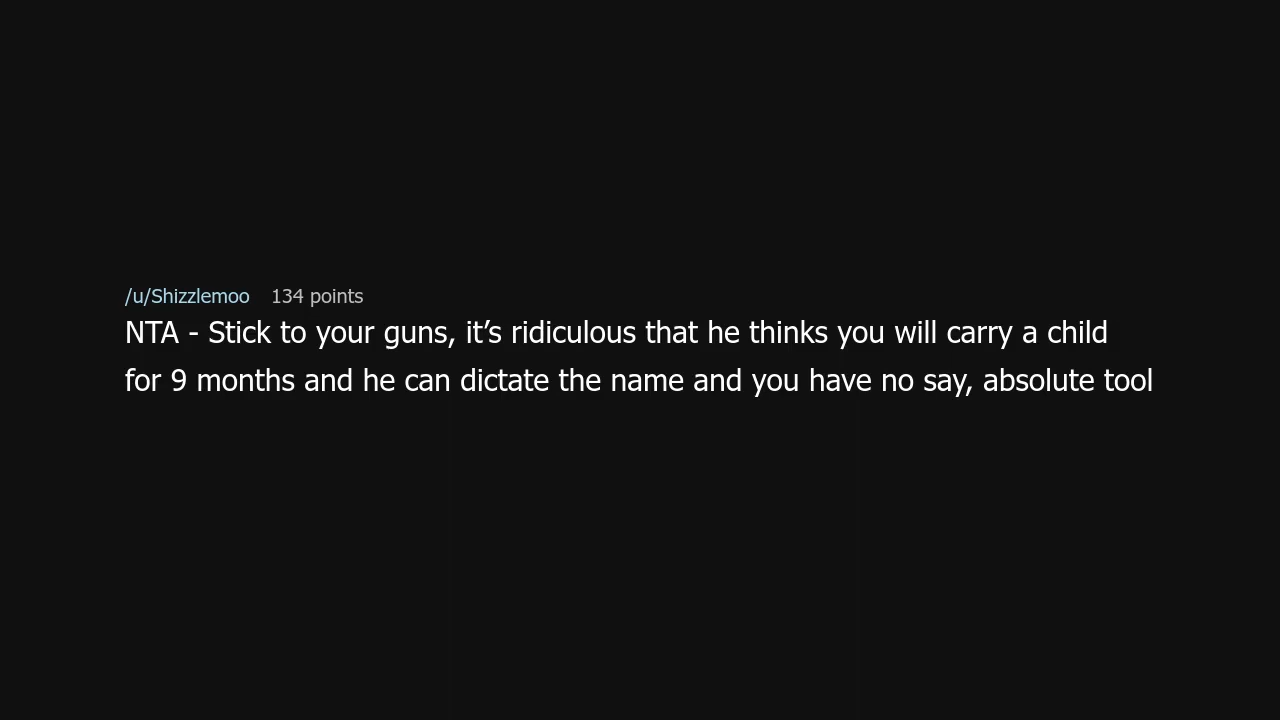 /u/Shizzlemoo 134 points
NTA - Stick to your guns, it’s ridiculous that he thinks you will carry a child
for 9 months and he can dictate the name and you have no say, absolute tool